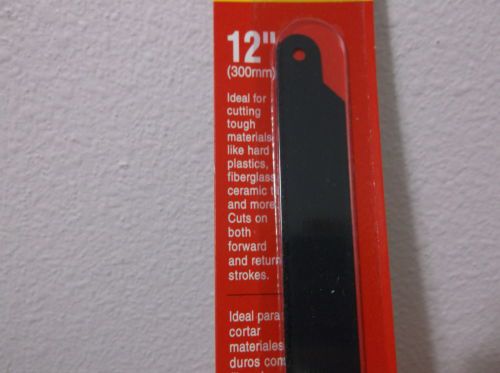 12"
(300mm)
Ideal for
cutting
tough
materials
like hard
plastics,
fiberglass
ceramic
and more.
Cuts on
both
forward
and return
strokes.
Ideal para
cortar
materiales
duros